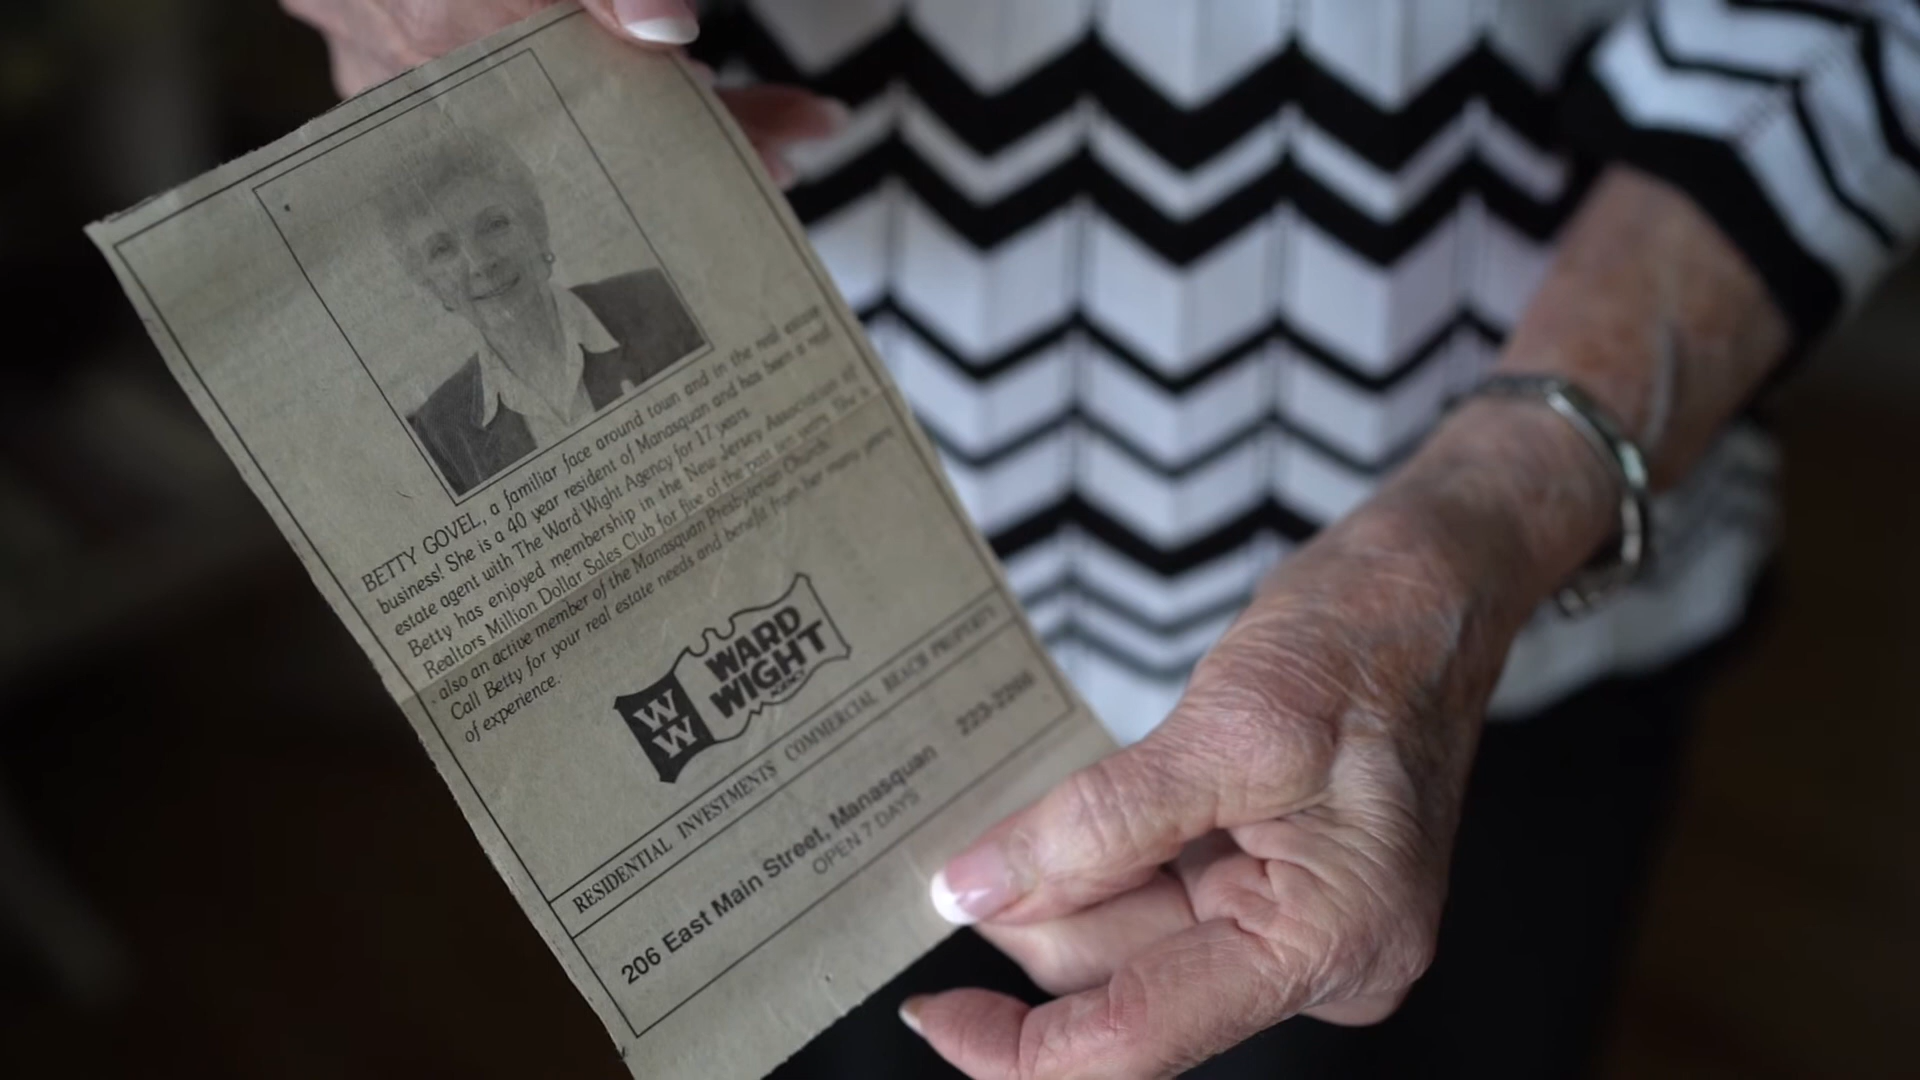 BETTY GOVEL, a familiar face around town and in the real estate
business! She is a 40 year resident of Manasquan and has been a real
estate agent with The Ward Wight Agency for 17 years.
Betty has enjoyed membership in the New Jersey Association of
Realtors Million Dollar Sales Club for five of the past ten years. She is
also an active member of the Manasquan Presbyterian Church.
Call Betty for your real estate needs and benefit from her many years
of experience.
WW
WARD
WIGHT
AGENCY
RESIDENTIAL INVESTMENTS COMMERCIAL BEACH PROPERTY
206 East Main Street, Manasquan
OPEN 7 DAYS